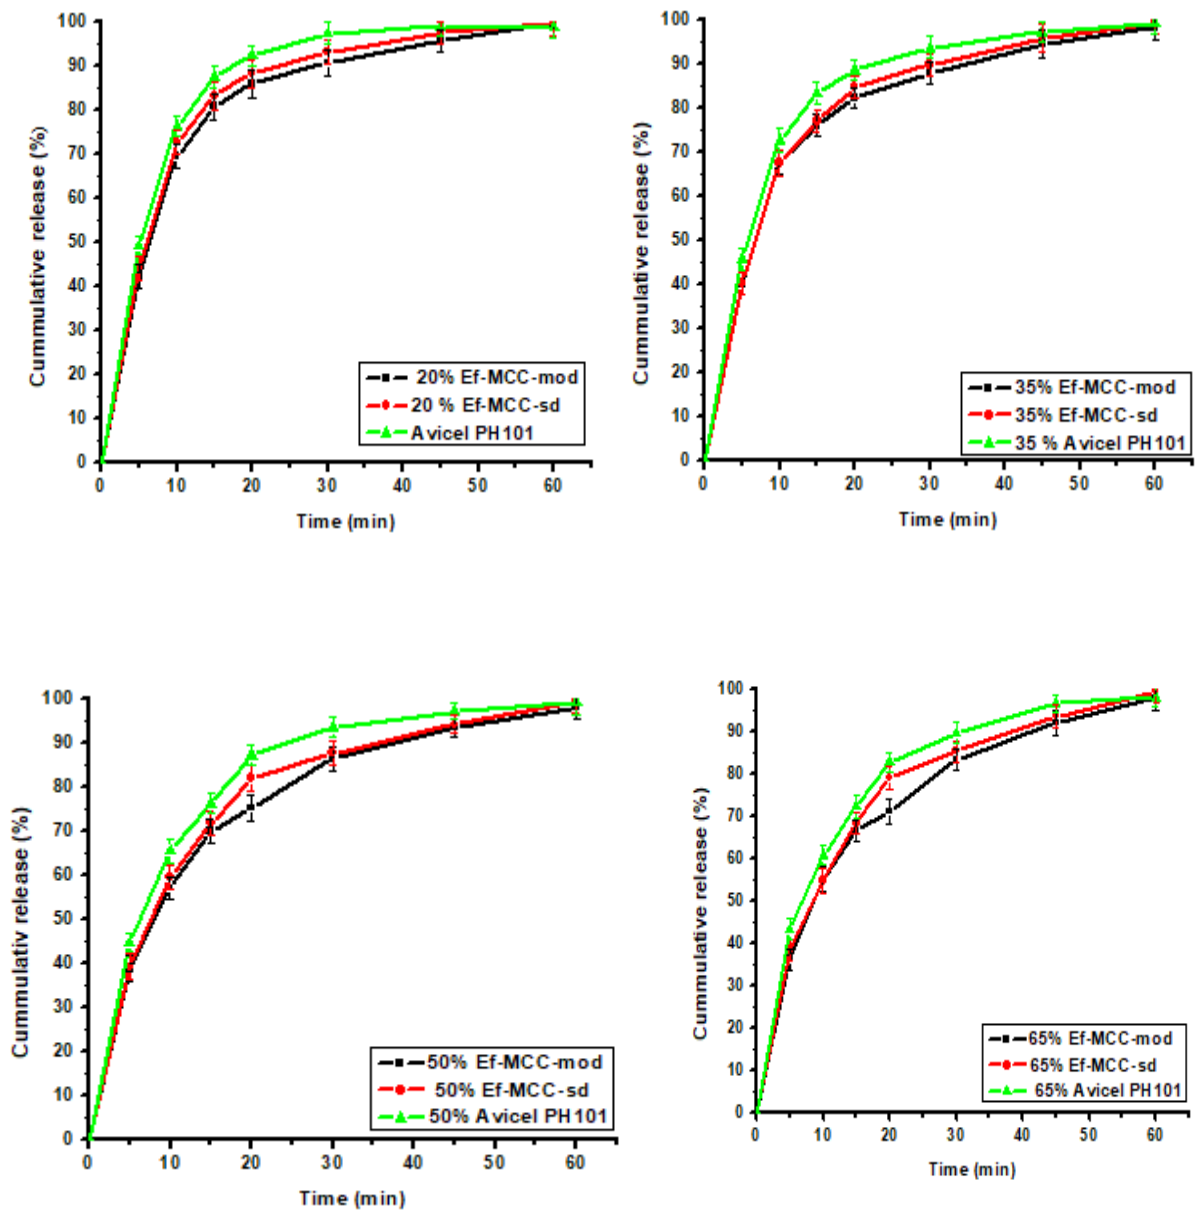 Cummulative release (%)
100
90
80
70
60
50
40
30
20
10
0
20% Ef-MCC-mod
20 % Ef-MCC-sd
Avicel PH101
0 10 20 30 40 50 60
Time (min)
Cummulative release (%)
100
90
80
70
60
50
40
30
20
10
0
35% Ef-MCC-mod
35% Ef-MCC-sd
35 % Avicel PH101
0 10 20 30 40 50 60
Time (min)
Cummulativ release (%)
100
90
80
70
60
50
40
30
20
10
0
50% Ef-MCC-mod
50% Ef-MCC-sd
50% Avicel PH101
0 10 20 30 40 50 60
Time (min)
Cummulative release (%)
100
90
80
70
60
50
40
30
20
10
0
65% Ef-MCC-mod
65% Ef-MCC-sd
65% Avicel PH101
0 10 20 30 40 50 60
Time (min)